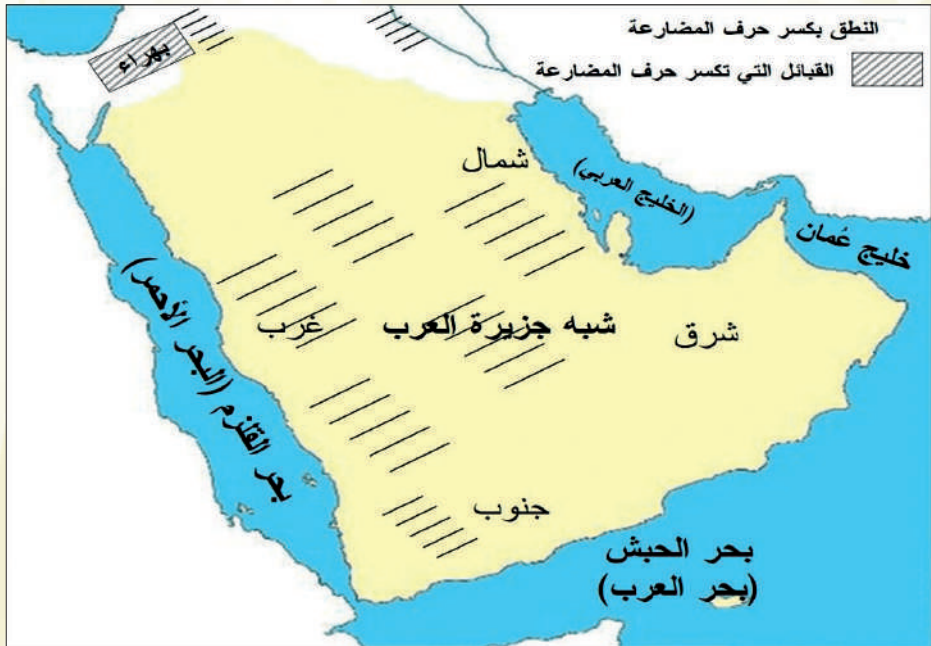 النطق بكسر حرف المضارعة
القبائل التي تكسر حرف المضارعة
بهراء
شمال
(الخليج العربي)
خليج عُمان
شبه جزيرة العرب
غرب
شرق
بحر القلزم (البحر الأحمر)
جنوب
بحر الحبش
(بحر العرب)